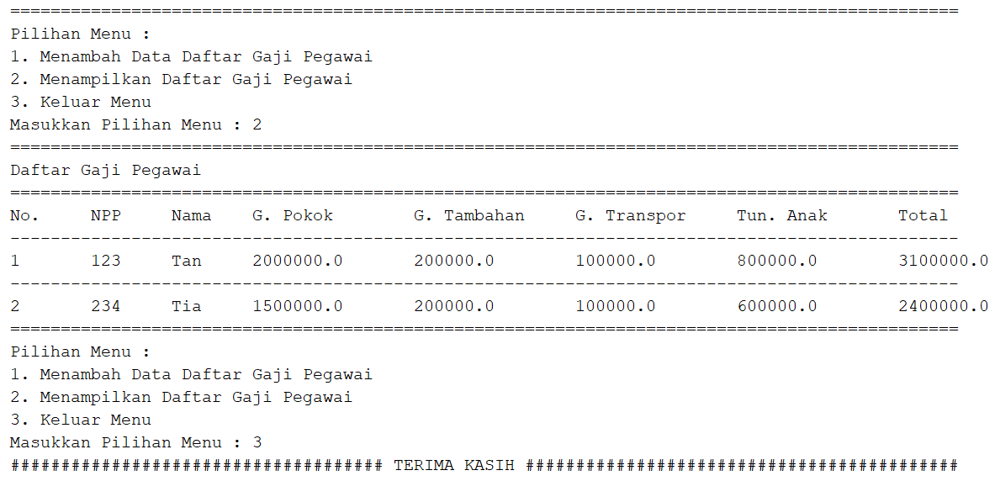 ==============================================================================================
Pilihan Menu :
1. Menambah Data Daftar Gaji Pegawai
2. Menampilkan Daftar Gaji Pegawai
3. Keluar Menu
Masukkan Pilihan Menu : 2
==============================================================================================
Daftar Gaji Pegawai
==============================================================================================
No.     NPP     Nama    G. Pokok        G. Tambahan     G. Transpor     Tun. Anak       Total
----------------------------------------------------------------------------------------------
1       123     Tan     2000000.0       200000.0        100000.0        800000.0        3100000.0
----------------------------------------------------------------------------------------------
2       234     Tia     1500000.0       200000.0        100000.0        600000.0        2400000.0
==============================================================================================
Pilihan Menu :
1. Menambah Data Daftar Gaji Pegawai
2. Menampilkan Daftar Gaji Pegawai
3. Keluar Menu
Masukkan Pilihan Menu : 3
##################################### TERIMA KASIH ###########################################